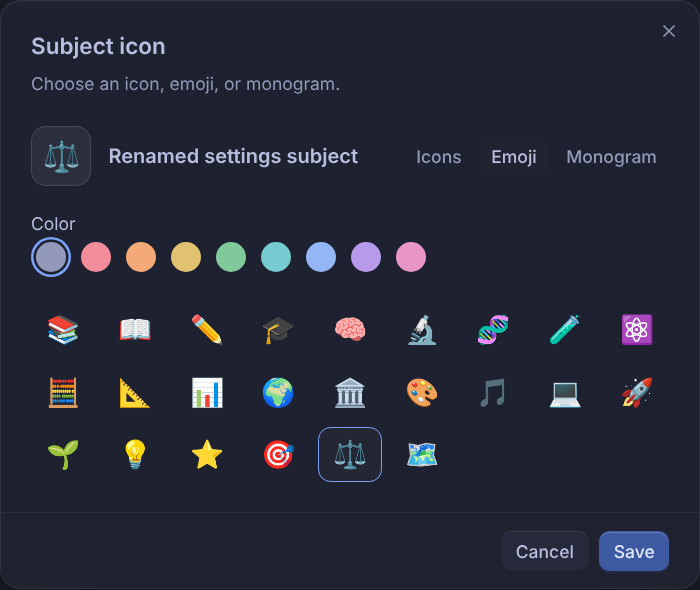 Subject icon
Choose an icon, emoji, or monogram.
Renamed settings subject
Icons
Emoji
Monogram
Color
Cancel
Save